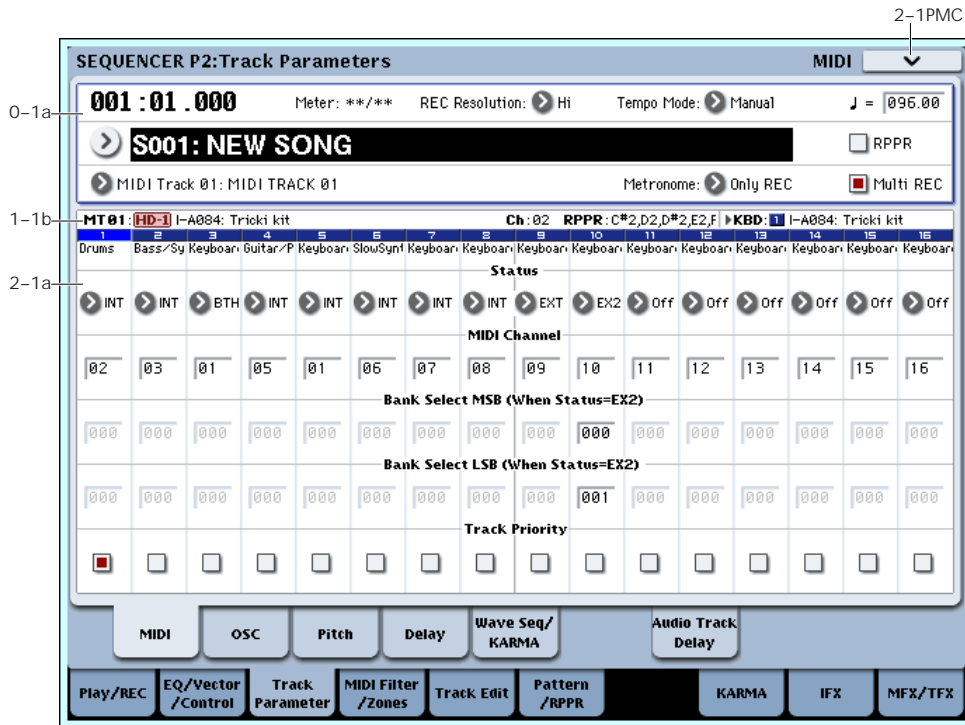 2–1PMC
SEQUENCER P2:Track Parameters MIDI
0–1a
001:01.000 Meter: **/** REC Resolution: Hi Tempo Mode: Manual ♩ = 096.00
S001: NEW SONG RPPR
MIDI Track 01: MIDI TRACK 01 Metronome: Only REC Multi REC
1–1b
MT01: HD-1 I-A084: Tricki kit Ch:02 RPPR:C#2,D2,D#2,E2,F KBD: 1 I-A084: Tricki kit
1 2 3 4 5 6 7 8 9 10 11 12 13 14 15 16
Drums Bass/Sy Keyboar Guitar/P Keyboar SlowSynt Keyboar Keyboar Keyboar Keyboar Keyboar Keyboar Keyboar Keyboar Keyboar Keyboar
2–1a
Status
INT INT BTH INT INT INT INT INT EXT EX2 Off Off Off Off Off Off
MIDI Channel
02 03 01 05 01 06 07 08 09 10 11 12 13 14 15 16
Bank Select MSB (When Status=EX2)
000 000 000 000 000 000 000 000 000 000 000 000 000 000 000 000
Bank Select LSB (When Status=EX2)
000 000 000 000 000 000 000 000 000 001 000 000 000 000 000 000
Track Priority
MIDI OSC Pitch Delay Wave Seq/ KARMA Audio Track Delay
Play/REC EQ/Vector /Control Track Parameter MIDI Filter /Zones Track Edit Pattern /RPPR KARMA IFX MFX/TFX